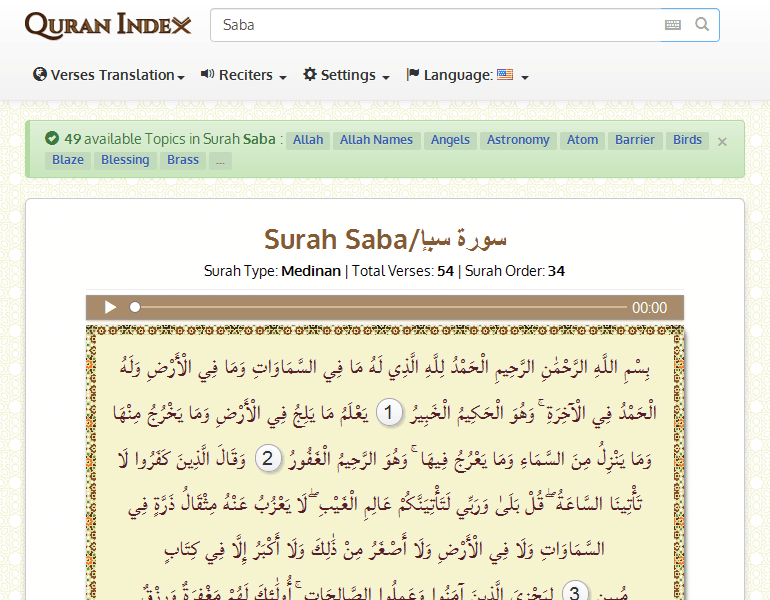 QURAN INDEX
Saba
Verses Translation
Reciters
Settings
Language:
49 available Topics in Surah Saba : Allah Allah Names Angels Astronomy Atom Barrier Birds ×
Blaze Blessing Brass ...
Surah Saba/سورة سبإ
Surah Type: Medinan | Total Verses: 54 | Surah Order: 34
00:00
بِسْمِ اللَّهِ الرَّحْمَٰنِ الرَّحِيمِ الْحَمْدُ لِلَّهِ الَّذِي لَهُ مَا فِي السَّمَاوَاتِ وَمَا فِي الْأَرْضِ وَلَهُ
الْحَمْدُ فِي الْآخِرَةِ ۚ وَهُوَ الْحَكِيمُ الْخَبِيرُ 1 يَعْلَمُ مَا يَلِجُ فِي الْأَرْضِ وَمَا يَخْرُجُ مِنْهَا
وَمَا يَنْزِلُ مِنَ السَّمَاءِ وَمَا يَعْرُجُ فِيهَا ۚ وَهُوَ الرَّحِيمُ الْغَفُورُ 2 وَقَالَ الَّذِينَ كَفَرُوا لَا
تَأْتِينَا السَّاعَةُ ۖ قُلْ بَلَىٰ وَرَبِّي لَتَأْتِيَنَّكُمْ عَالِمِ الْغَيْبِ ۖ لَا يَعْزُبُ عَنْهُ مِثْقَالُ ذَرَّةٍ فِي
السَّمَاوَاتِ وَلَا فِي الْأَرْضِ وَلَا أَصْغَرُ مِنْ ذَٰلِكَ وَلَا أَكْبَرُ إِلَّا فِي كِتَابٍ
مُبِينٍ 3 لِيَجْزِيَ الَّذِينَ آمَنُوا وَعَمِلُوا الصَّالِحَاتِ ۚ أُولَٰئِكَ لَهُمْ مَغْفِرَةٌ وَرِزْقٌ